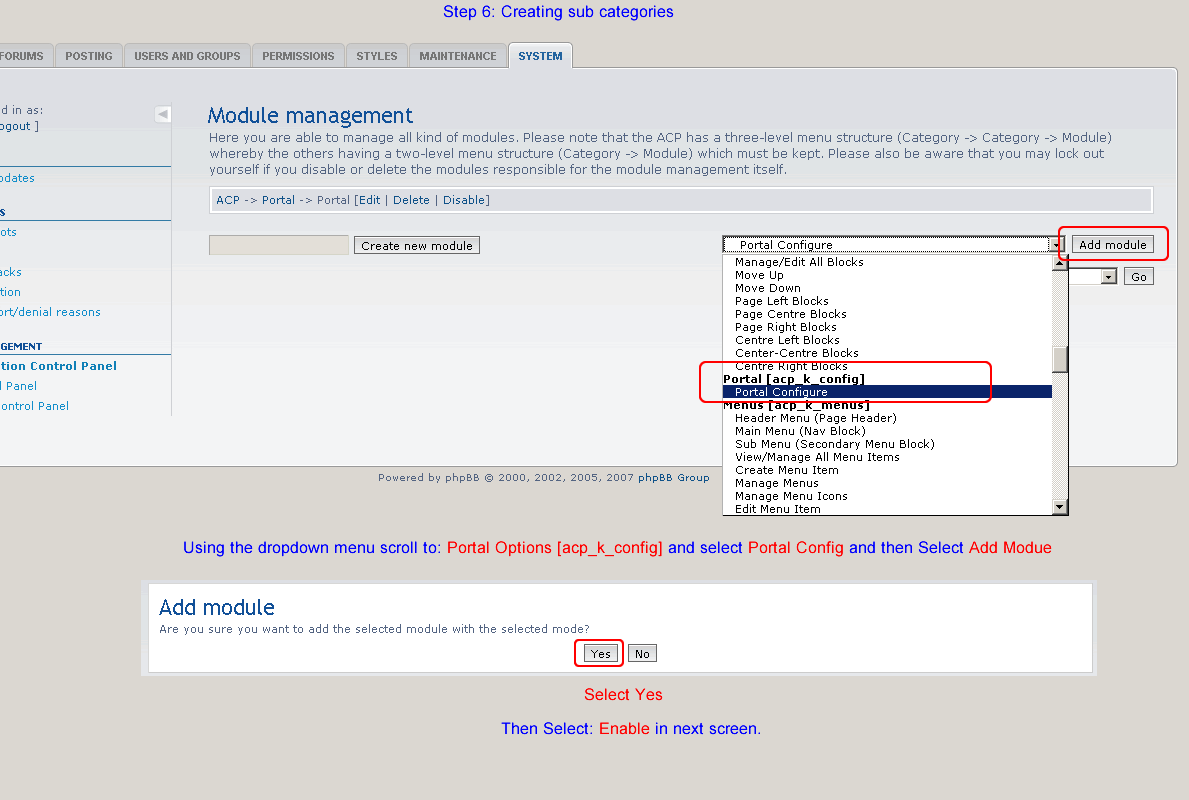 Step 6: Creating sub categories
FORUMS POSTING USERS AND GROUPS PERMISSIONS STYLES MAINTENANCE SYSTEM
d in as:
ogout ]
pdates
s
ots
acks
tion
ort/denial reasons
GEMENT
tion Control Panel
l Panel
ontrol Panel
Module management
Here you are able to manage all kind of modules. Please note that the ACP has a three-level menu structure (Category -> Category -> Module)
whereby the others having a two-level menu structure (Category -> Module) which must be kept. Please also be aware that you may lock out
yourself if you disable or delete the modules responsible for the module management itself.
ACP -> Portal -> Portal [Edit | Delete | Disable]
Create new module Portal Configure Add module
Go
Manage/Edit All Blocks
Move Up
Move Down
Page Left Blocks
Page Centre Blocks
Page Right Blocks
Centre Left Blocks
Center-Centre Blocks
Centre Right Blocks
Portal [acp_k_config]
Portal Configure
Menus [acp_k_menus]
Header Menu (Page Header)
Main Menu (Nav Block)
Sub Menu (Secondary Menu Block)
View/Manage All Menu Items
Create Menu Item
Manage Menus
Manage Menu Icons
Edit Menu Item
Powered by phpBB © 2000, 2002, 2005, 2007 phpBB Group
Using the dropdown menu scroll to: Portal Options [acp_k_config] and select Portal Config and then Select Add Modue
Add module
Are you sure you want to add the selected module with the selected mode?
Yes No
Select Yes
Then Select: Enable in next screen.